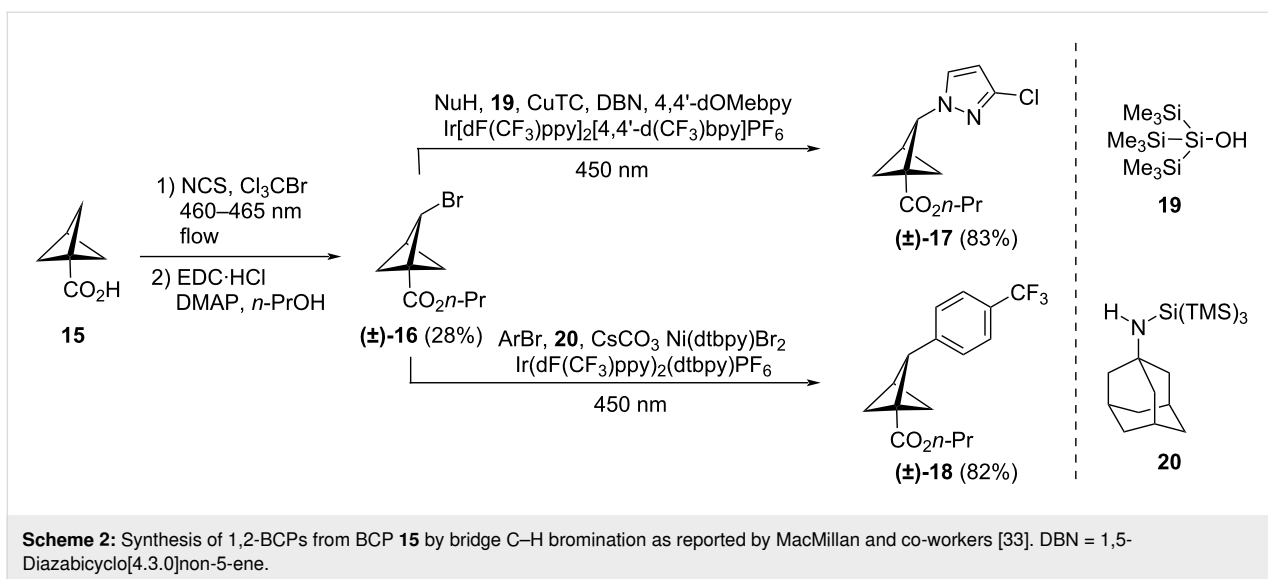 1) NCS, Cl3CBr
460–465 nm
flow
2) EDC·HCl
DMAP, n-PrOH
CO2H
15
Br
CO2n-Pr
(±)-16 (28%)
NuH, 19, CuTC, DBN, 4,4'-dOMebpy
Ir[dF(CF3)ppy]2[4,4'-d(CF3)bpy]PF6
450 nm
N
N
Cl
CO2n-Pr
(±)-17 (83%)
ArBr, 20, CsCO3 Ni(dtbpy)Br2
Ir(dF(CF3)ppy)2(dtbpy)PF6
450 nm
CF3
CO2n-Pr
(±)-18 (82%)
Me3Si
Me3Si Si-OH
Me3Si
19
H N Si(TMS)3
20
Scheme 2: Synthesis of 1,2-BCPs from BCP 15 by bridge C–H bromination as reported by MacMillan and co-workers [33]. DBN = 1,5-
Diazabicyclo[4.3.0]non-5-ene.